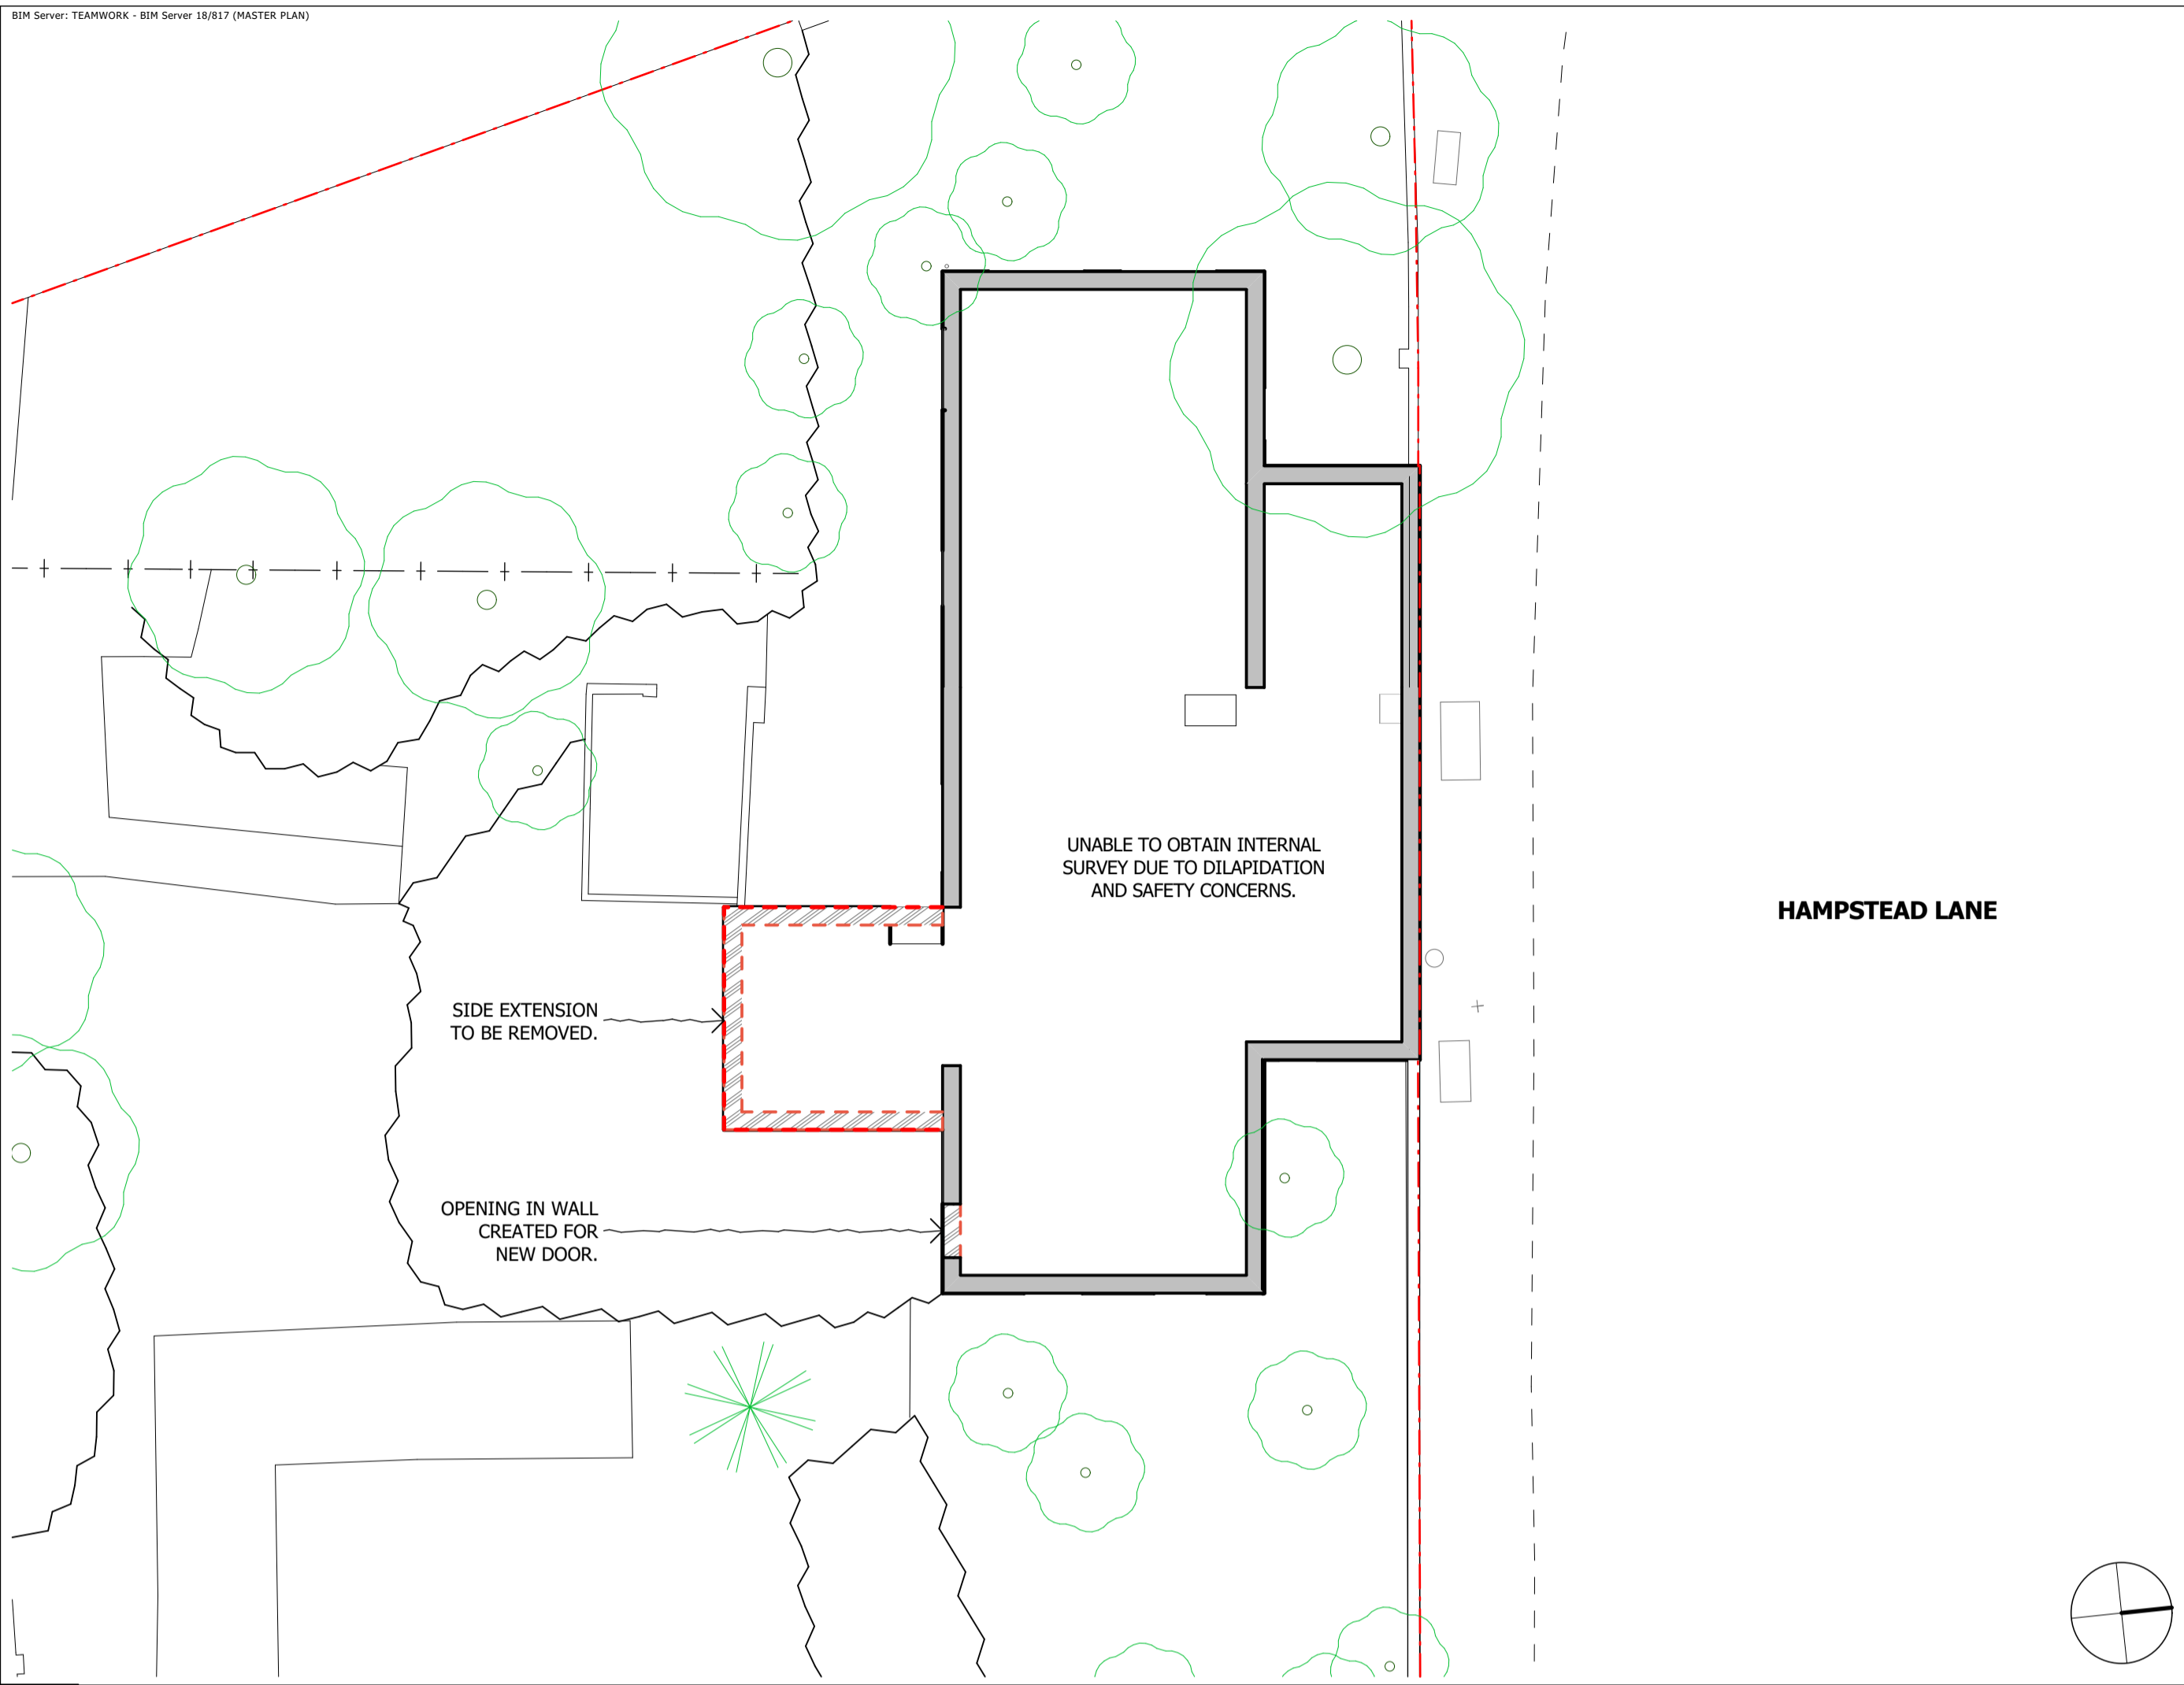 BIM Server: TEAMWORK - BIM Server 18/817 (MASTER PLAN)
UNABLE TO OBTAIN INTERNAL
SURVEY DUE TO DILAPIDATION
AND SAFETY CONCERNS.
HAMPSTEAD LANE
SIDE EXTENSION
TO BE REMOVED.
OPENING IN WALL
CREATED FOR
NEW DOOR.